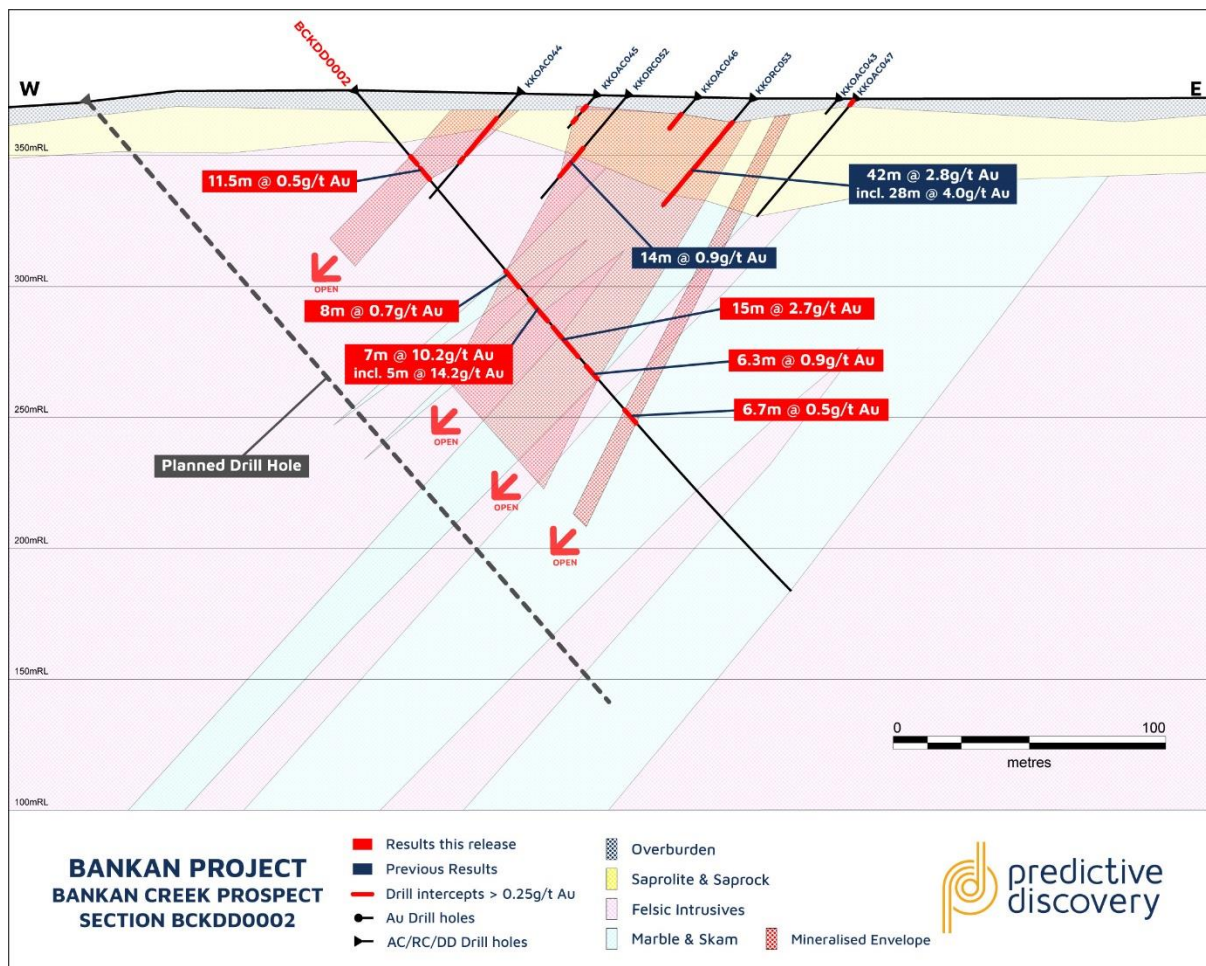 W
E
BCKDD0002
KKOAC044
KKOAC045
KKORC052
KKOAC046
KKORC053
KKOAC043
KKOAC047
350mRL
11.5m @ 0.5g/t Au
42m @ 2.8g/t Au
incl. 28m @ 4.0g/t Au
14m @ 0.9g/t Au
300mRL
OPEN
8m @ 0.7g/t Au
15m @ 2.7g/t Au
7m @ 10.2g/t Au
incl. 5m @ 14.2g/t Au
6.3m @ 0.9g/t Au
6.7m @ 0.5g/t Au
250mRL
OPEN
Planned Drill Hole
OPEN
200mRL
OPEN
150mRL
0 100
metres
100mRL
BANKAN PROJECT
BANKAN CREEK PROSPECT
SECTION BCKDD0002
Results this release
Previous Results
Drill intercepts > 0.25g/t Au
Au Drill holes
AC/RC/DD Drill holes
Overburden
Saprolite & Saprock
Felsic Intrusives
Marble & Skam
Mineralised Envelope
predictive
discovery